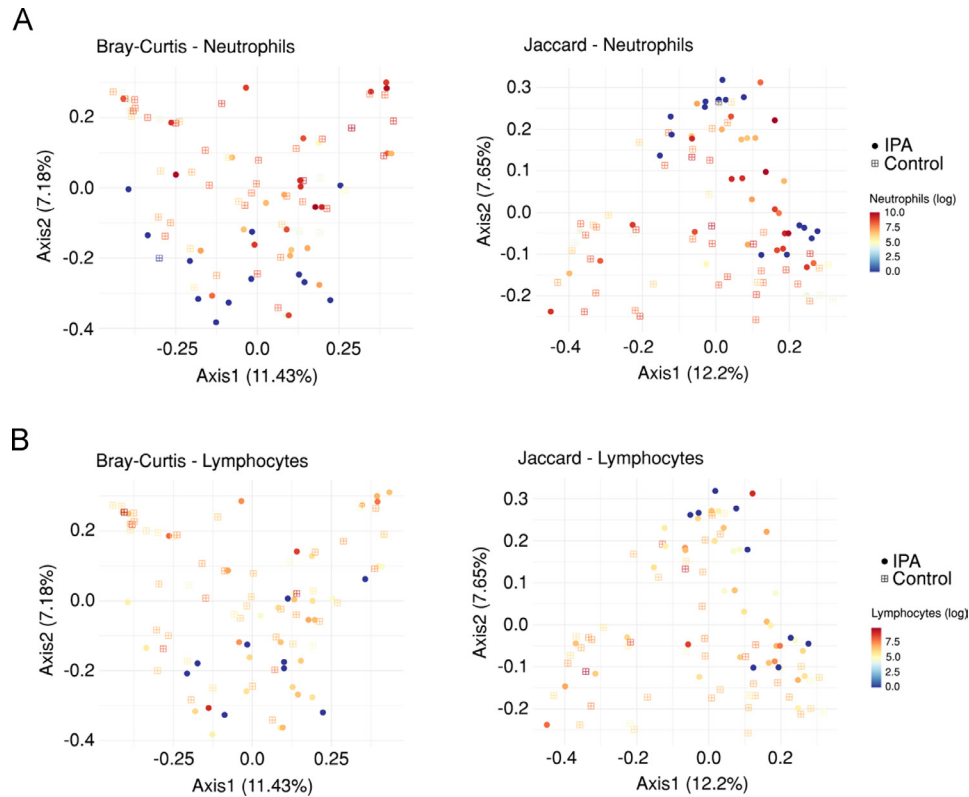 A
Bray-Curtis - Neutrophils
Axis2 (7.18%)
0.2
0.0
-0.2
-0.4
-0.25
0.0
0.25
Axis1 (11.43%)
Jaccard - Neutrophils
Axis2 (7.65%)
0.3
0.2
0.1
0.0
-0.1
-0.2
-0.4
-0.2
0.0
0.2
Axis1 (12.2%)
IPA
Control
Neutrophils (log)
10.0
7.5
5.0
2.5
0.0
B
Bray-Curtis - Lymphocytes
Axis2 (7.18%)
0.2
0.0
-0.2
-0.4
-0.25
0.0
0.25
Axis1 (11.43%)
Jaccard - Lymphocytes
Axis2 (7.65%)
0.3
0.2
0.1
0.0
-0.1
-0.2
-0.4
-0.2
0.0
0.2
Axis1 (12.2%)
IPA
Control
Lymphocytes (log)
7.5
5.0
2.5
0.0